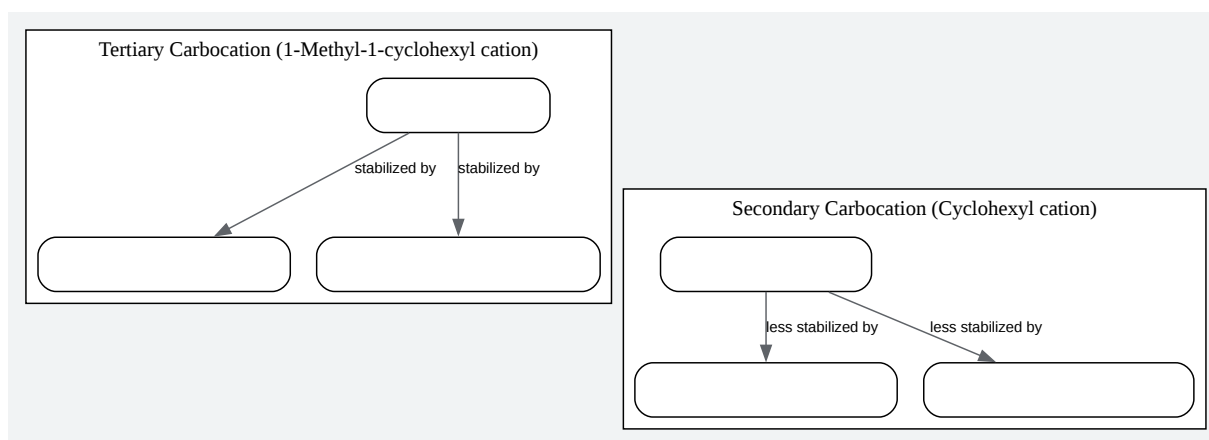 Tertiary Carbocation (1-Methyl-1-cyclohexyl cation)
stabilized by
stabilized by
Secondary Carbocation (Cyclohexyl cation)
less stabilized by
less stabilized by